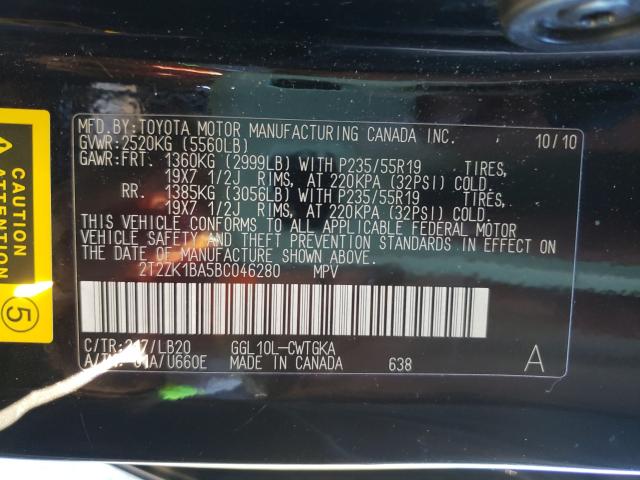 MFD.BY:TOYOTA MOTOR MANUFACTURING CANADA INC. 10/10
GVWR:2520KG (5560LB)
GAWR:FRT. 1360KG (2999LB) WITH P235/55R19 TIRES,
19X7 1/2J RIMS, AT 220KPA (32PSI) COLD.
RR. 1385KG (3056LB) WITH P235/55R19 TIRES,
19X7 1/2J RIMS, AT 220KPA (32PSI) COLD.
THIS VEHICLE CONFORMS TO ALL APPLICABLE FEDERAL MOTOR
VEHICLE SAFETY AND THEFT PREVENTION STANDARDS IN EFFECT ON
THE DATE OF MANUFACTURE SHOWN ABOVE.
2T2ZK1BA5BC046280 MPV
C/TR: /LB20 GGL10L-CWTGKA
/U660E MADE IN CANADA 638 A
CAUTION
5